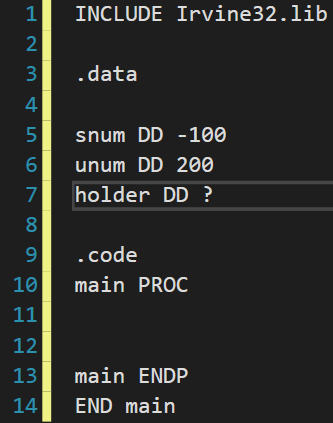 1 INCLUDE Irvine32.lib
2
3 .data
4
5 snum DD -100
6 unum DD 200
7 holder DD ?
8
9 .code
10 main PROC
11
12
13 main ENDP
14 END main